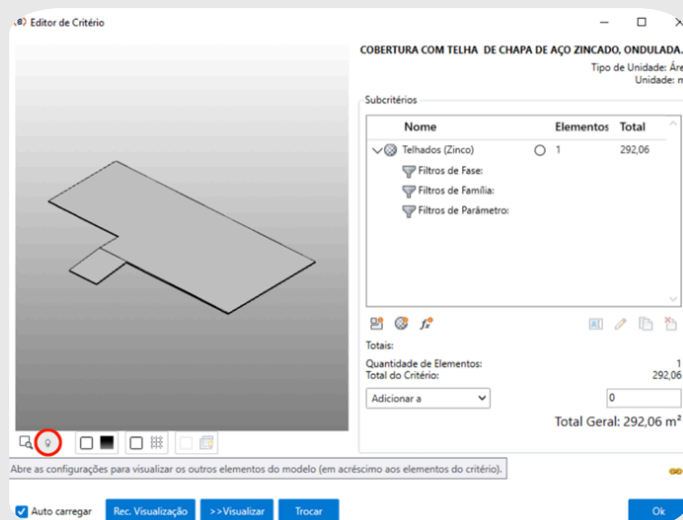 Editor de Critério
COBERTURA COM TELHA DE CHAPA DE AÇO ZINCADO, ONDULADA.
Tipo de Unidade: Áre
Unidade: m
Subcritérios
Nome Elementos Total
Telhados (Zinco) 1 292,06
Filtros de Fase:
Filtros de Família:
Filtros de Parâmetro:
Totais:
Quantidade de Elementos: 1
Total do Critério: 292,06
Adicionar a 0
Total Geral: 292,06 m²
Abre as configurações para visualizar os outros elementos do modelo (em acréscimo aos elementos do critério).
Auto carregar Rec. Visualização >>Visualizar Trocar Ok